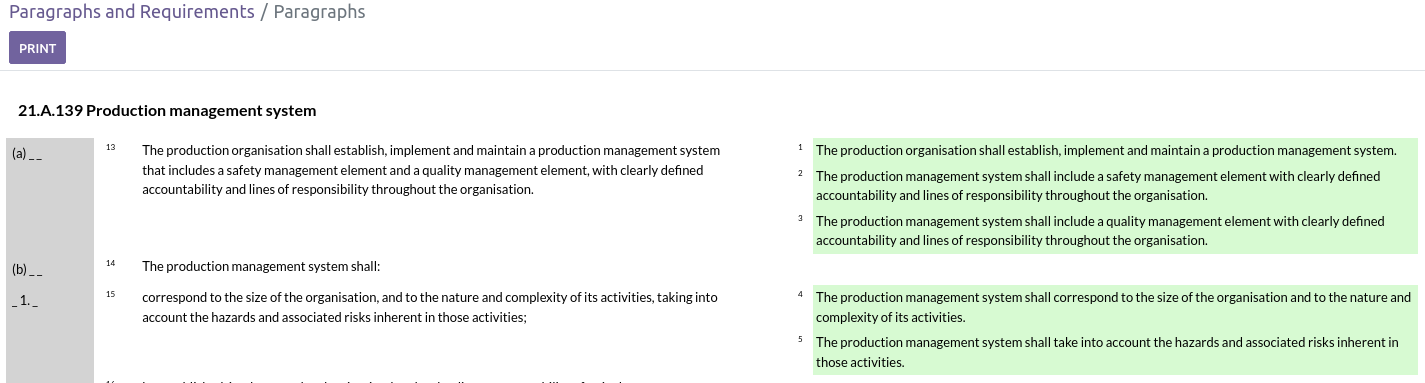 Paragraphs and Requirements / Paragraphs
PRINT
21.A.139 Production management system
(a) _ _
13
The production organisation shall establish, implement and maintain a production management system
that includes a safety management element and a quality management element, with clearly defined
accountability and lines of responsibility throughout the organisation.
1
The production organisation shall establish, implement and maintain a production management system.
2
The production management system shall include a safety management element with clearly defined
accountability and lines of responsibility throughout the organisation.
3
The production management system shall include a quality management element with clearly defined
accountability and lines of responsibility throughout the organisation.
(b) _ _
14
The production management system shall:
_ 1. _
15
correspond to the size of the organisation, and to the nature and complexity of its activities, taking into
account the hazards and associated risks inherent in those activities;
4
The production management system shall correspond to the size of the organisation and to the nature and
complexity of its activities.
5
The production management system shall take into account the hazards and associated risks inherent in
those activities.